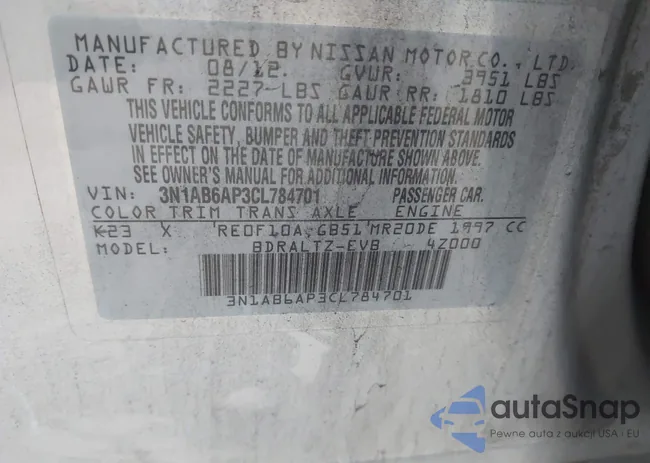 MANUFACTURED BY NISSAN MOTOR CO., LTD.
DATE: 08/12. GVWR: 3951 LBS
GAWR FR: 2227 LBS GAWR RR: 1810 LBS
THIS VEHICLE CONFORMS TO ALL APPLICABLE FEDERAL MOTOR
VEHICLE SAFETY, BUMPER AND THEFT PREVENTION STANDARDS
IN EFFECT ON THE DATE OF MANUFACTURE SHOWN ABOVE.
SEE OWNER'S MANUAL FOR ADDITIONAL INFORMATION.
VIN: 3N1AB6AP3CL784701 PASSENGER CAR.
COLOR TRIM TRANS AXLE ENGINE
K23 X RE0F10A GB51 MR20DE 1997 CC
MODEL: BDRALTZ-EVB 4Z000
3N1AB6AP3CL784701
autoSnap
Pewne auta z aukcji USA i EU